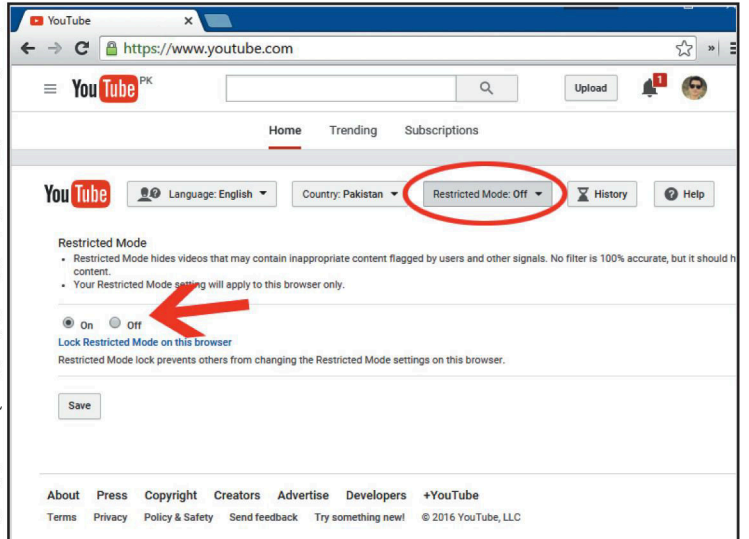 YouTube
https://www.youtube.com
YouTube PK
Upload
1
Home Trending Subscriptions
YouTube Language: English Country: Pakistan Restricted Mode: Off History Help
Restricted Mode
• Restricted Mode hides videos that may contain inappropriate content flagged by users and other signals. No filter is 100% accurate, but it should h
content.
• Your Restricted Mode setting will apply to this browser only.
On Off
Lock Restricted Mode on this browser
Restricted Mode lock prevents others from changing the Restricted Mode settings on this browser.
Save
About Press Copyright Creators Advertise Developers +YouTube
Terms Privacy Policy & Safety Send feedback Try something new! © 2016 YouTube, LLC